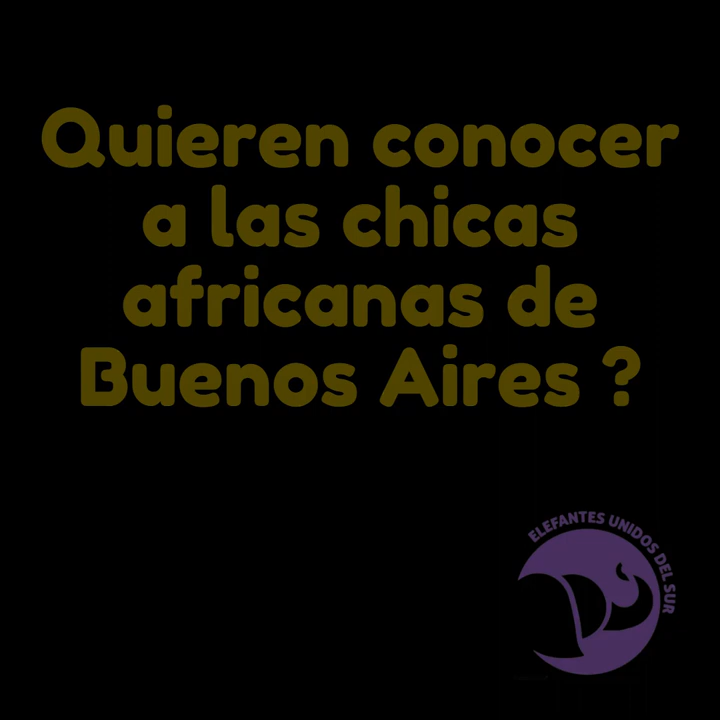 Quieren conocer
a las chicas
africanas de
Buenos Aires ?
ELEFANTES UNIDOS DEL SUR